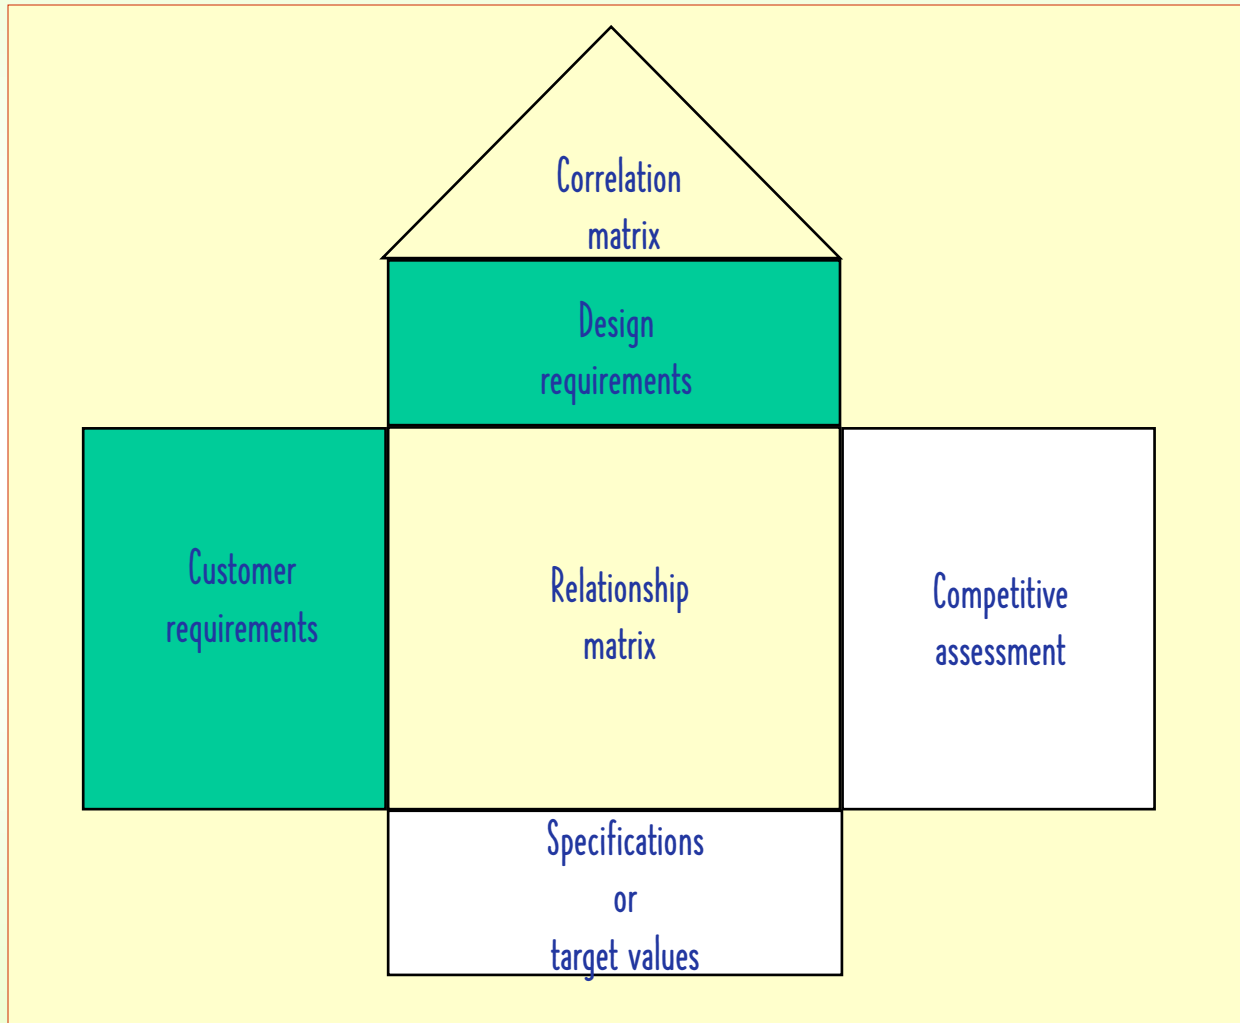 Correlation
matrix
Design
requirements
Customer
requirements
Relationship
matrix
Competitive
assessment
Specifications
or
target values